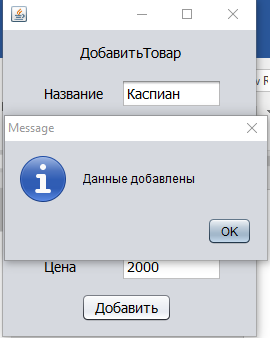 ДобавитьТовар
Название Каспиан
Message
Данные добавлены
OK
Цена 2000
Добавить